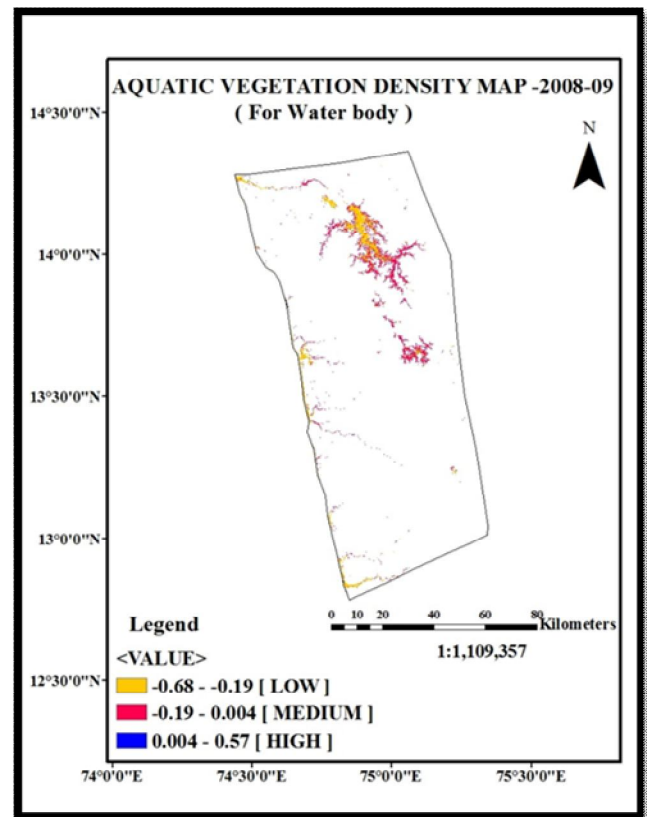 AQUATIC VEGETATION DENSITY MAP -2008-09
( For Water body )
14°30'0"N
N
14°0'0"N
13°30'0"N
13°0'0"N
12°30'0"N
0 5 10 20 40 60 80
Kilometers
1:1,109,357
Legend
<VALUE>
-0.68 - -0.19 [ LOW ]
-0.19 - 0.004 [ MEDIUM ]
0.004 - 0.57 [ HIGH ]
74°0'0"E 74°30'0"E 75°0'0"E 75°30'0"E